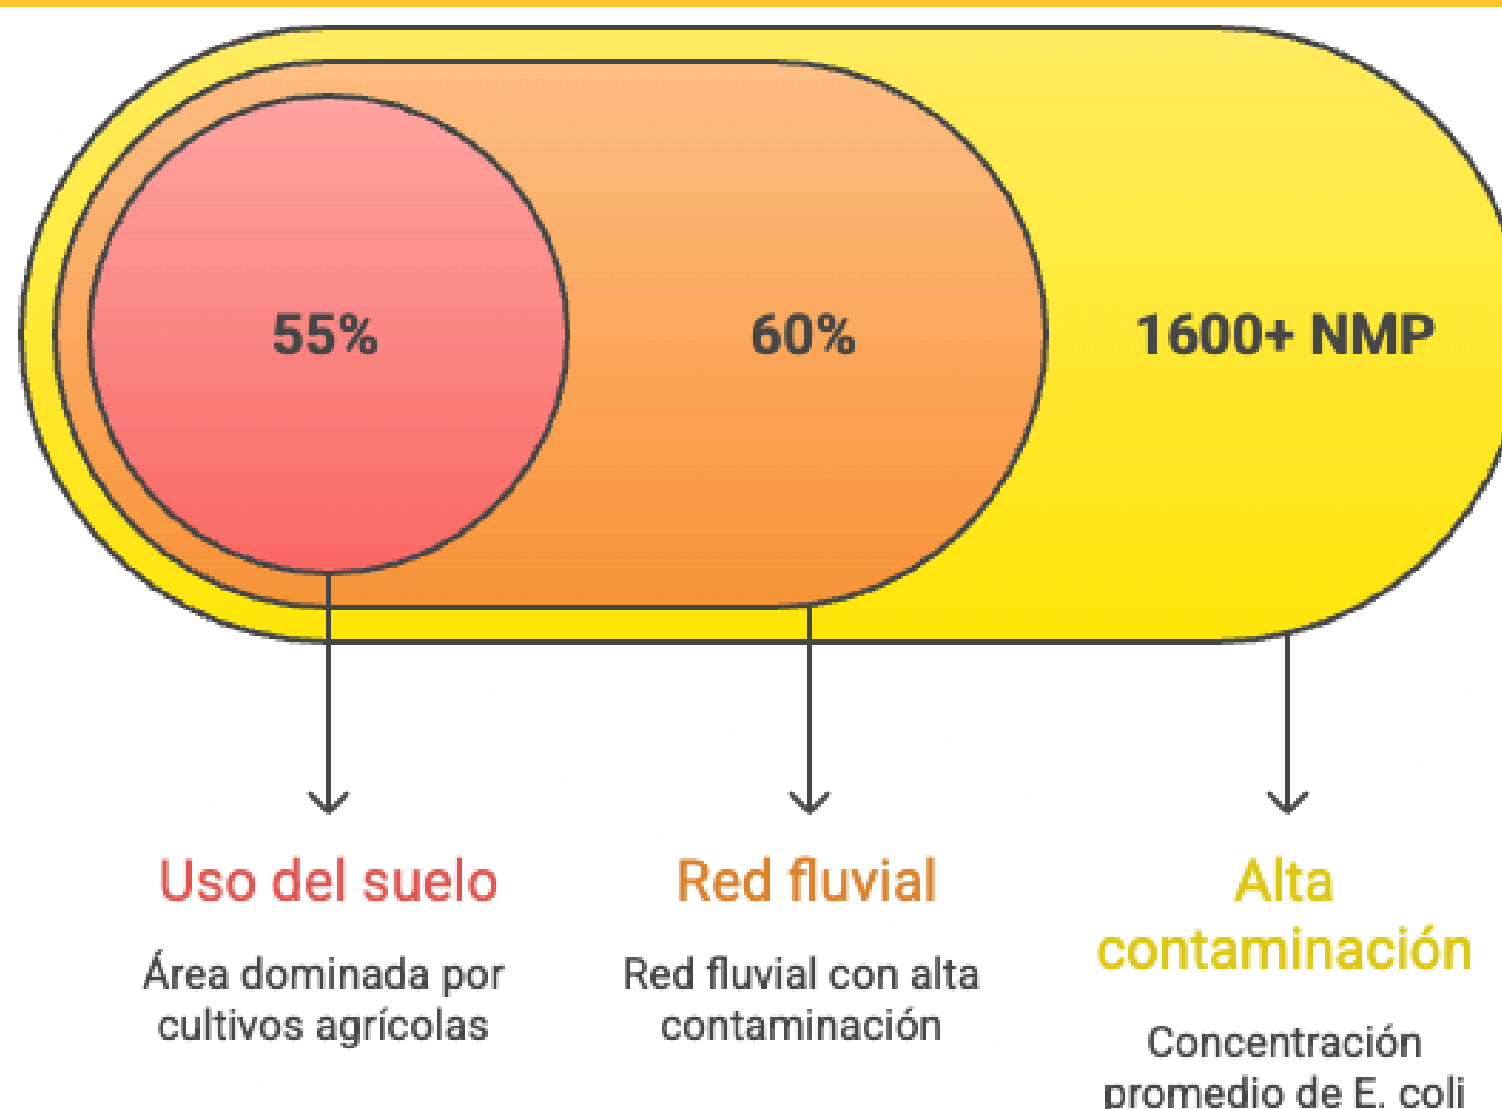 55%
60%
1600+ NMP
Uso del suelo
Área dominada por
cultivos agrícolas
Red fluvial
Red fluvial con alta
contaminación
Alta
contaminación
Concentración
promedio de E. coli